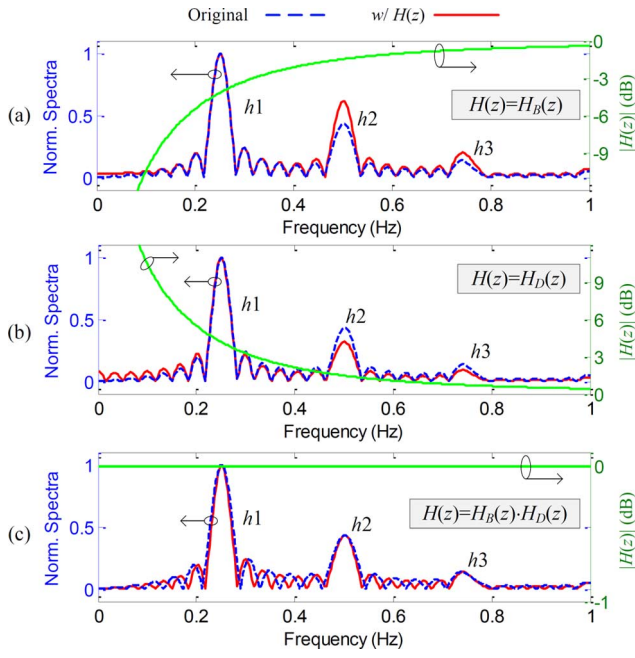 Original w/ H(z)
(a)
Norm. Spectra
1
0.5
0
h1
h2
h3
H(z)=H_B(z)
0
-3
-6
-9
|H(z)| (dB)
0 0.2 0.4 0.6 0.8 1
Frequency (Hz)
(b)
Norm. Spectra
1
0.5
0
h1
h2
h3
H(z)=H_D(z)
9
6
3
0
|H(z)| (dB)
0 0.2 0.4 0.6 0.8 1
Frequency (Hz)
(c)
Norm. Spectra
1
0.5
0
h1
h2
h3
H(z)=H_B(z)·H_D(z)
0
-1
|H(z)| (dB)
0 0.2 0.4 0.6 0.8 1
Frequency (Hz)